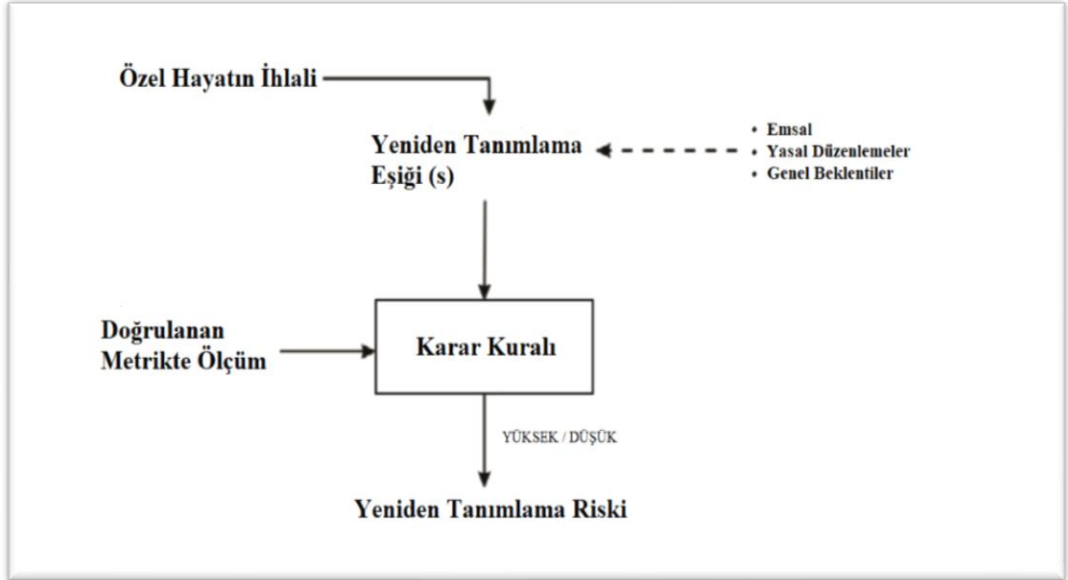 Özel Hayatın İhlali
Yeniden Tanımlama
Eşiği (s)
• Emsal
• Yasal Düzenlemeler
• Genel Beklentiler
Doğrulanan
Metrikte Ölçüm
Karar Kuralı
YÜKSEK / DÜŞÜK
Yeniden Tanımlama Riski